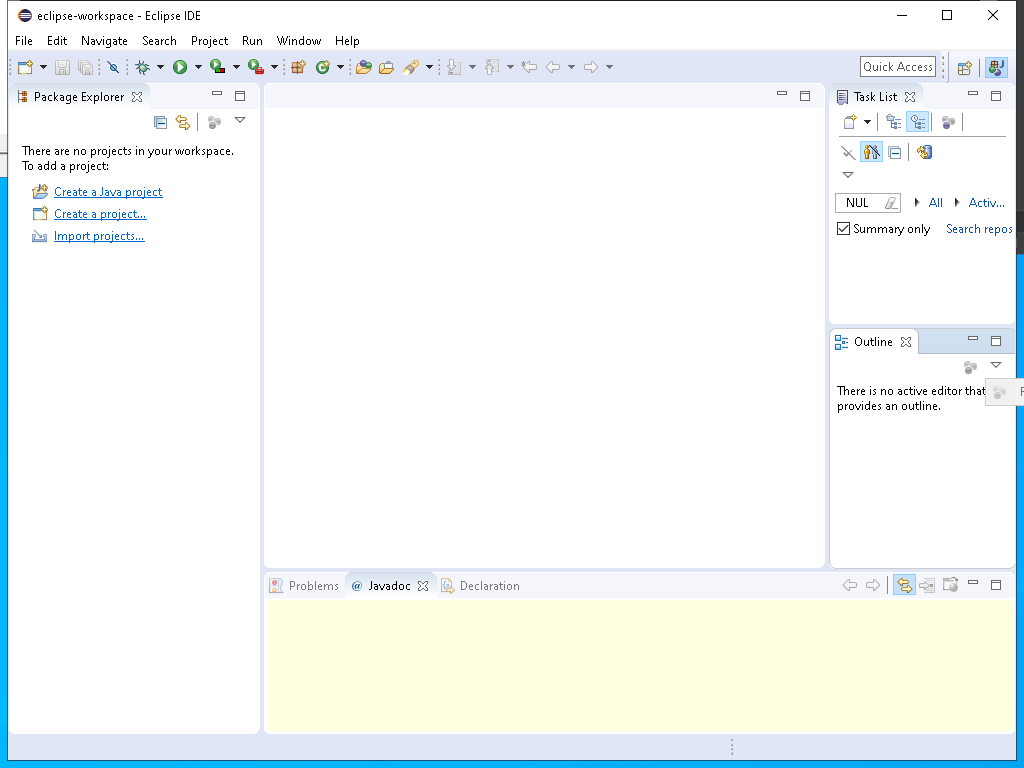 eclipse-workspace - Eclipse IDE
File Edit Navigate Search Project Run Window Help
Quick Access
Package Explorer
There are no projects in your workspace.
To add a project:
Create a Java project
Create a project...
Import projects...
Task List
NUL All Activ...
Summary only Search repos
Outline
There is no active editor that
provides an outline.
Problems @ Javadoc Declaration